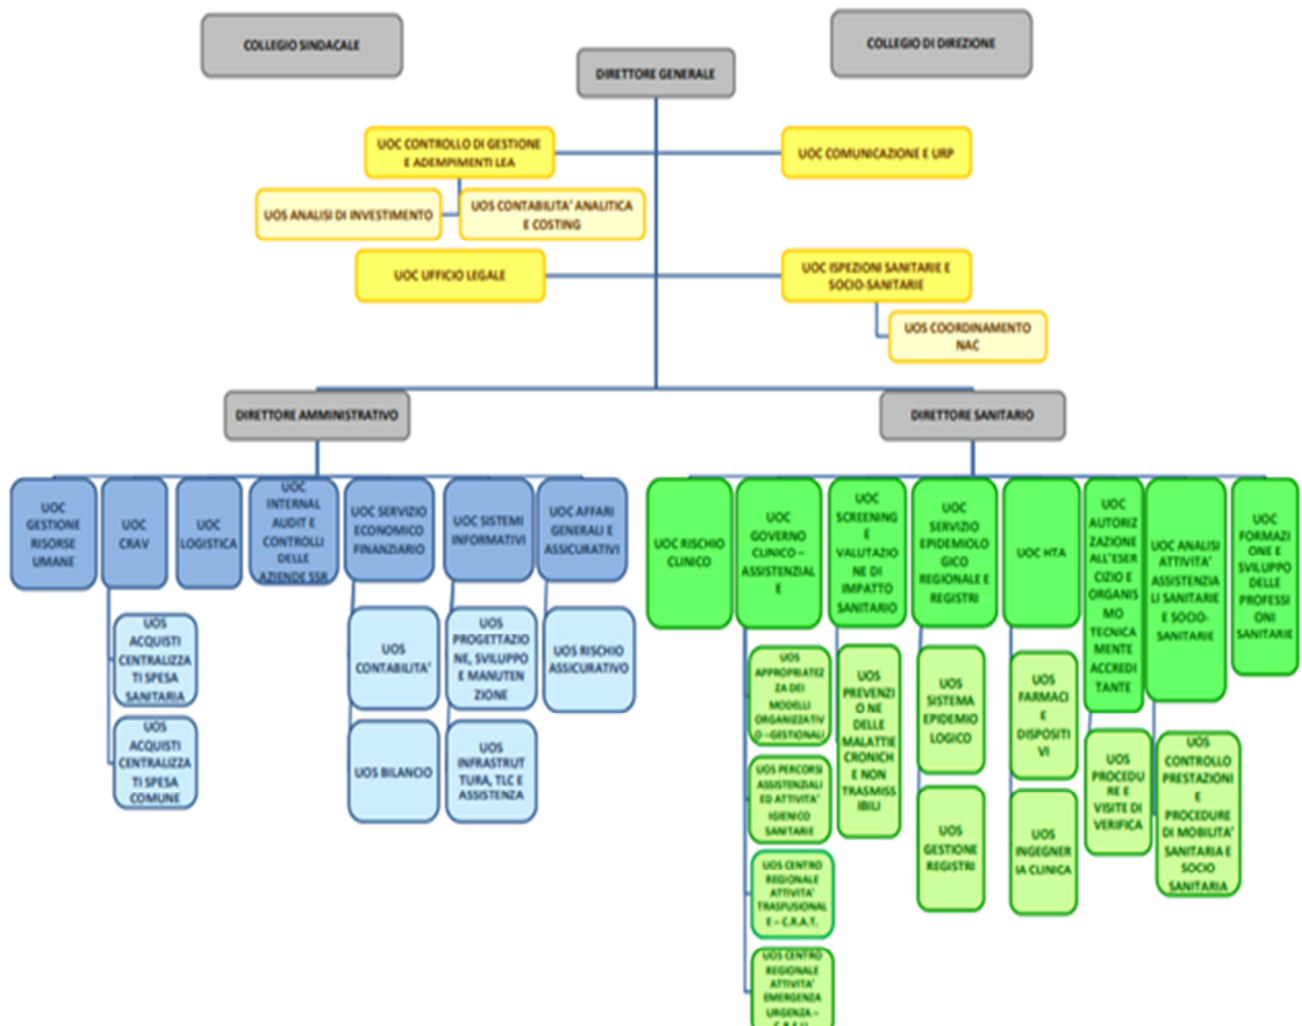 COLLEGIO SINDACALE
COLLEGIO DI DIREZIONE
DIRETTORE GENERALE
UOC CONTROLLO DI GESTIONE
E ADEMPIMENTI LEA
UOC COMUNICAZIONE E URP
UOS ANALISI DI INVESTIMENTO
UOS CONTABILITA' ANALITICA
E COSTING
UOC UFFICIO LEGALE
UOC ISPEZIONI SANITARIE E
SOCIO-SANITARIE
UOS COORDINAMENTO
NAC
DIRETTORE AMMINISTRATIVO
DIRETTORE SANITARIO
UOC
GESTIONE
RISORSE
UMANE
UOC
CRAV
UOC
LOGISTICA
UOC
INTERNAL
AUDIT E
CONTROLLI
DELLE
AZIENDE SSR
UOC SERVIZIO
ECONOMICO
FINANZIARIO
UOC SISTEMI
INFORMATIVI
UOC AFFARI
GENERALI E
ASSICURATIVI
UOS
ACQUISTI
CENTRALIZZA
TI SPESA
SANITARIA
UOS
ACQUISTI
CENTRALIZZA
TI SPESA
COMUNE
UOS
CONTABILITA'
UOS BILANCIO
UOS
PROGETTAZIO
NE, SVILUPPO
E MANUTEN
ZIONE
UOS
INFRASTRUT
TURA, TLC E
ASSISTENZA
UOS RISCHIO
ASSICURATIVO
UOC RISCHIO
CLINICO
UOC
GOVERNO
CLINICO –
ASSISTENZIAL
E
UOC
SCREENING
E
VALUTAZIO
NE DI
IMPATTO
SANITARIO
UOC
SERVIZIO
EPIDEMIOLO
GICO
REGIONALE E
REGISTRI
UOC HTA
UOC
AUTORIZ
ZAZIONE
ALL'ESER
CIZIO E
ORGANIS
MO
TECNICA
MENTE
ACCREDI
TANTE
UOC ANALISI
ATTIVITA'
ASSISTENZIA
LI SANITARIE
E SOCIO-
SANITARIE
UOC
FORMAZI
ONE E
SVILUPPO
DELLE
PROFESSI
ONI
SANITARIE
UOS
APPROPRIATEZ
ZA DEI
MODELLI
ORGANIZZATIV
O –GESTIONALI
UOS PERCORSI
ASSISTENZIALI
ED ATTIVITA'
IGIENICO
SANITARIE
UOS CENTRO
REGIONALE
ATTIVITA'
TRASFUSIONAL
E – C.R.A.T.
UOS CENTRO
REGIONALE
ATTIVITA'
EMERGENZA
URGENZA –
UOS
PREVENZI
O NE
DELLE
MALATTIE
CRONICH
E NON
TRASMISS
IBILI
UOS
SISTEMA
EPIDEMIO
LOGICO
UOS
GESTIONE
REGISTRI
UOS
FARMACI
E
DISPOSITI
VI
UOS
INGEGNER
IA CLINICA
UOS
PROCEDU
RE E
VISITE DI
VERIFICA
UOS
CONTROLLO
PRESTAZIONI
E
PROCEDURE
DI MOBILITA'
SANITARIA E
SOCIO
SANITARIA